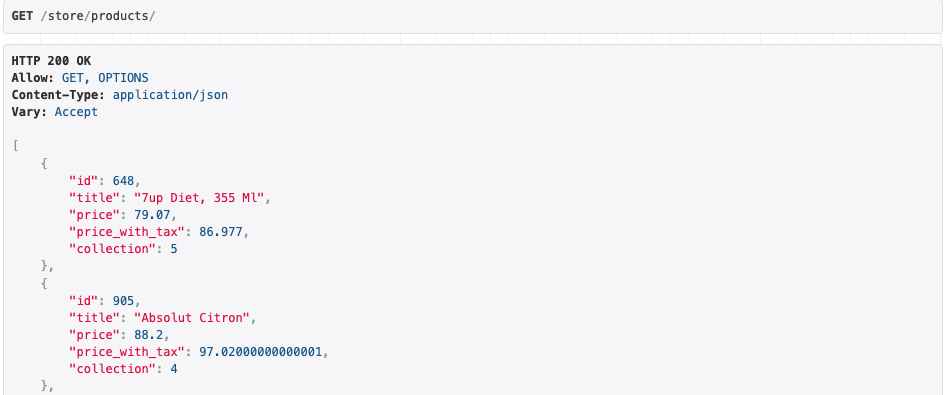 GET /store/products/
HTTP 200 OK
Allow: GET, OPTIONS
Content-Type: application/json
Vary: Accept
[
    {
        "id": 648,
        "title": "7up Diet, 355 Ml",
        "price": 79.07,
        "price_with_tax": 86.977,
        "collection": 5
    },
    {
        "id": 905,
        "title": "Absolut Citron",
        "price": 88.2,
        "price_with_tax": 97.02000000000001,
        "collection": 4
    },